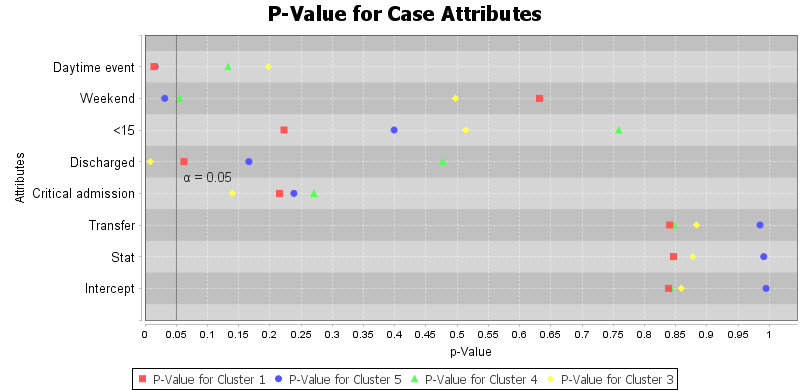 P-Value for Case Attributes
Attributes
Daytime event
Weekend
<15
Discharged
α = 0.05
Critical admission
Transfer
Stat
Intercept
0 0.05 0.1 0.15 0.2 0.25 0.3 0.35 0.4 0.45 0.5 0.55 0.6 0.65 0.7 0.75 0.8 0.85 0.9 0.95 1
p-Value
P-Value for Cluster 1 P-Value for Cluster 5 P-Value for Cluster 4 P-Value for Cluster 3